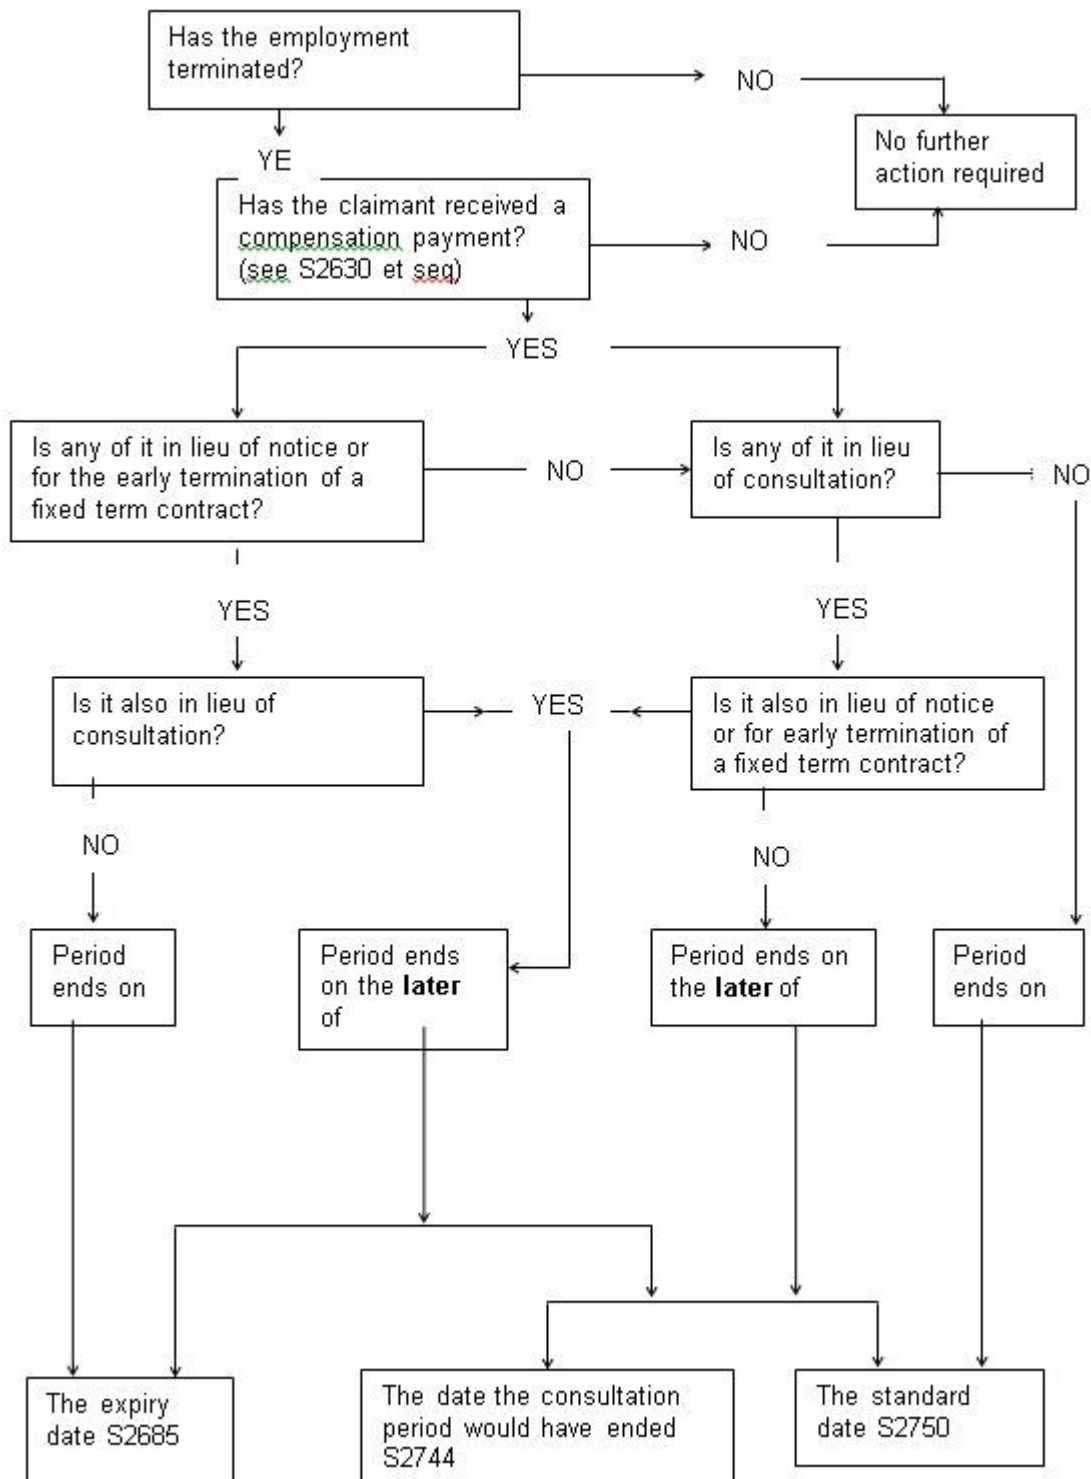 Has the employment
terminated?
NO
No further
action required
YE
Has the claimant received a
compensation payment?
(see S2630 et seq)
NO
YES
Is any of it in lieu of notice or
for the early termination of a
fixed term contract?
NO
Is any of it in lieu
of consultation?
NO
YES
YES
Is it also in lieu of
consultation?
YES
Is it also in lieu of notice
or for early termination of
a fixed term contract?
NO
NO
Period
ends on
Period ends
on the later
of
Period ends on
the later of
Period
ends on
The expiry
date S2685
The date the consultation
period would have ended
S2744
The standard
date S2750